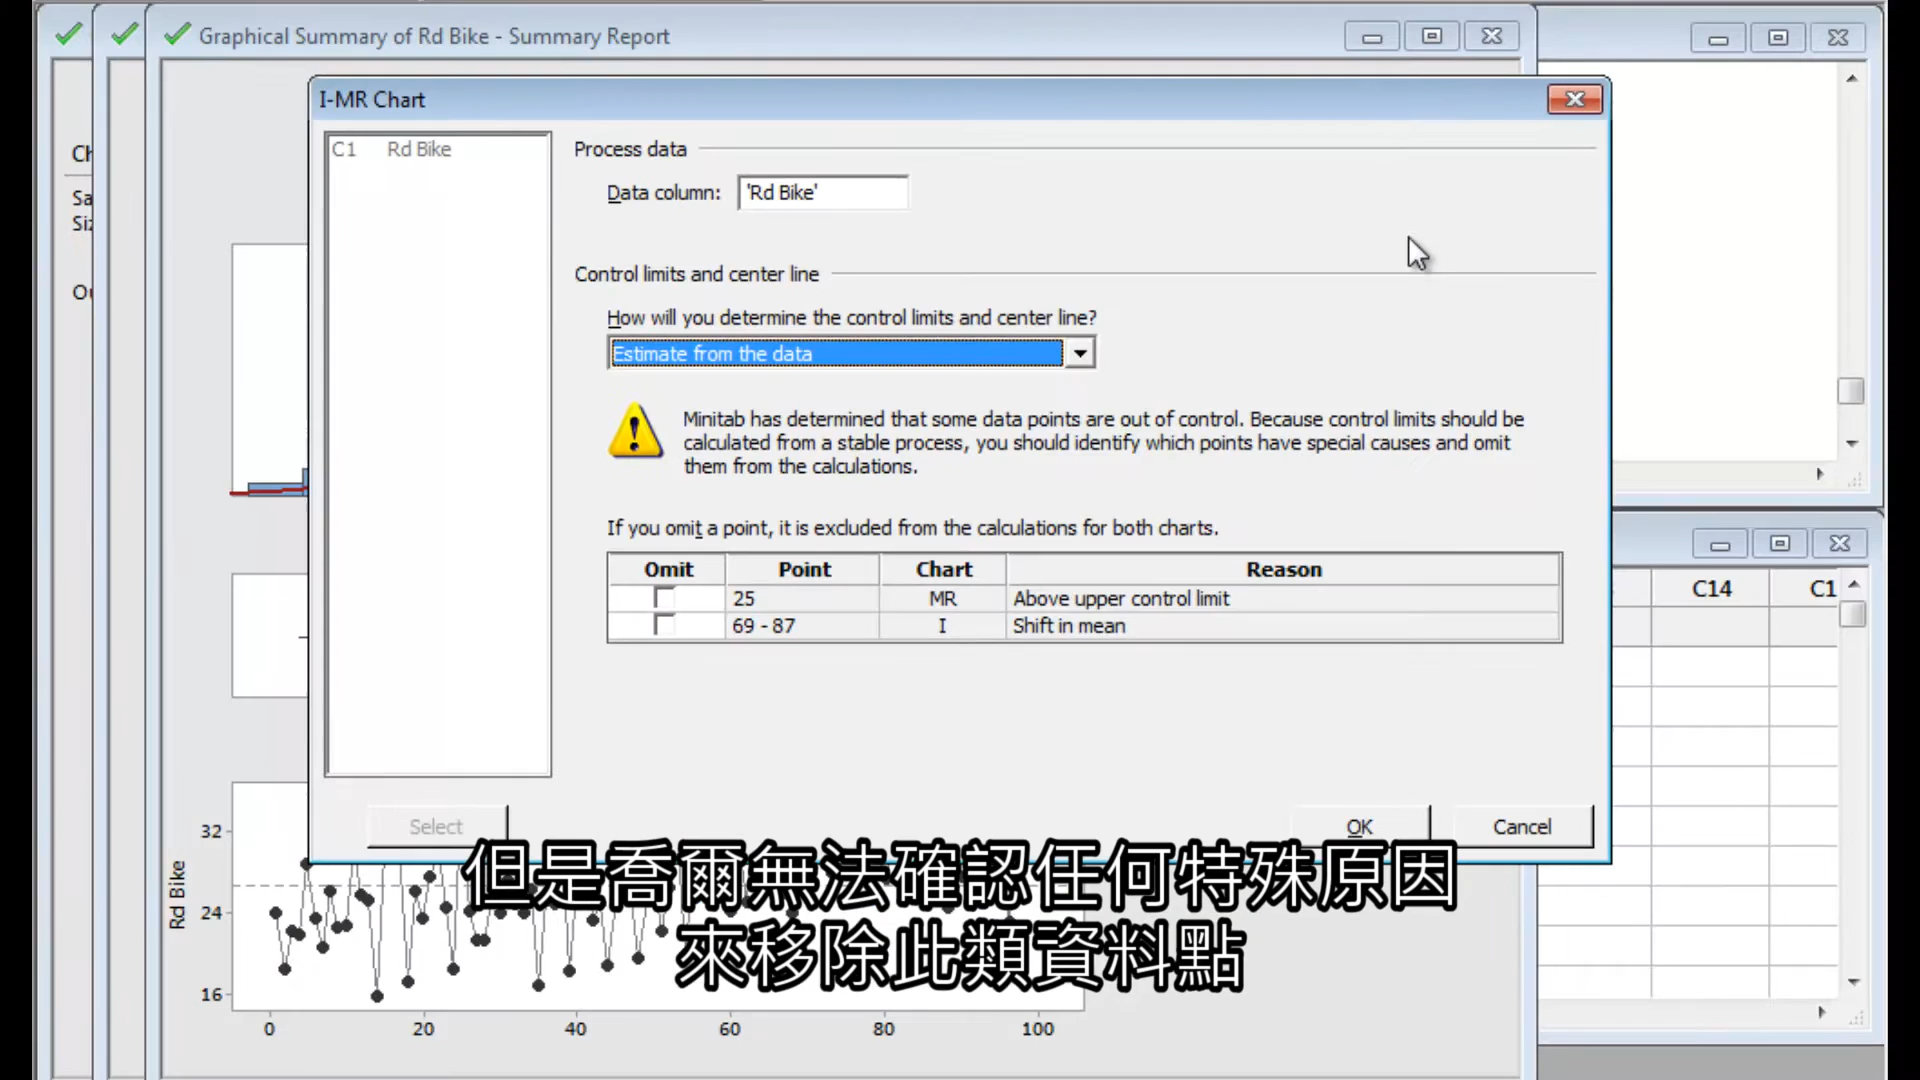 Graphical Summary of Rd Bike - Summary Report
I-MR Chart
C1 Rd Bike
Process data
Data column: 'Rd Bike'
Control limits and center line
How will you determine the control limits and center line?
Estimate from the data
Minitab has determined that some data points are out of control. Because control limits should be
calculated from a stable process, you should identify which points have special causes and omit
them from the calculations.
If you omit a point, it is excluded from the calculations for both charts.
Omit Point Chart Reason
25 MR Above upper control limit
69 - 87 I Shift in mean
Select OK Cancel
但是喬爾無法確認任何特殊原因
來移除此類資料點
C14 C1
Rd Bike
32
24
16
0 20 40 60 80 100